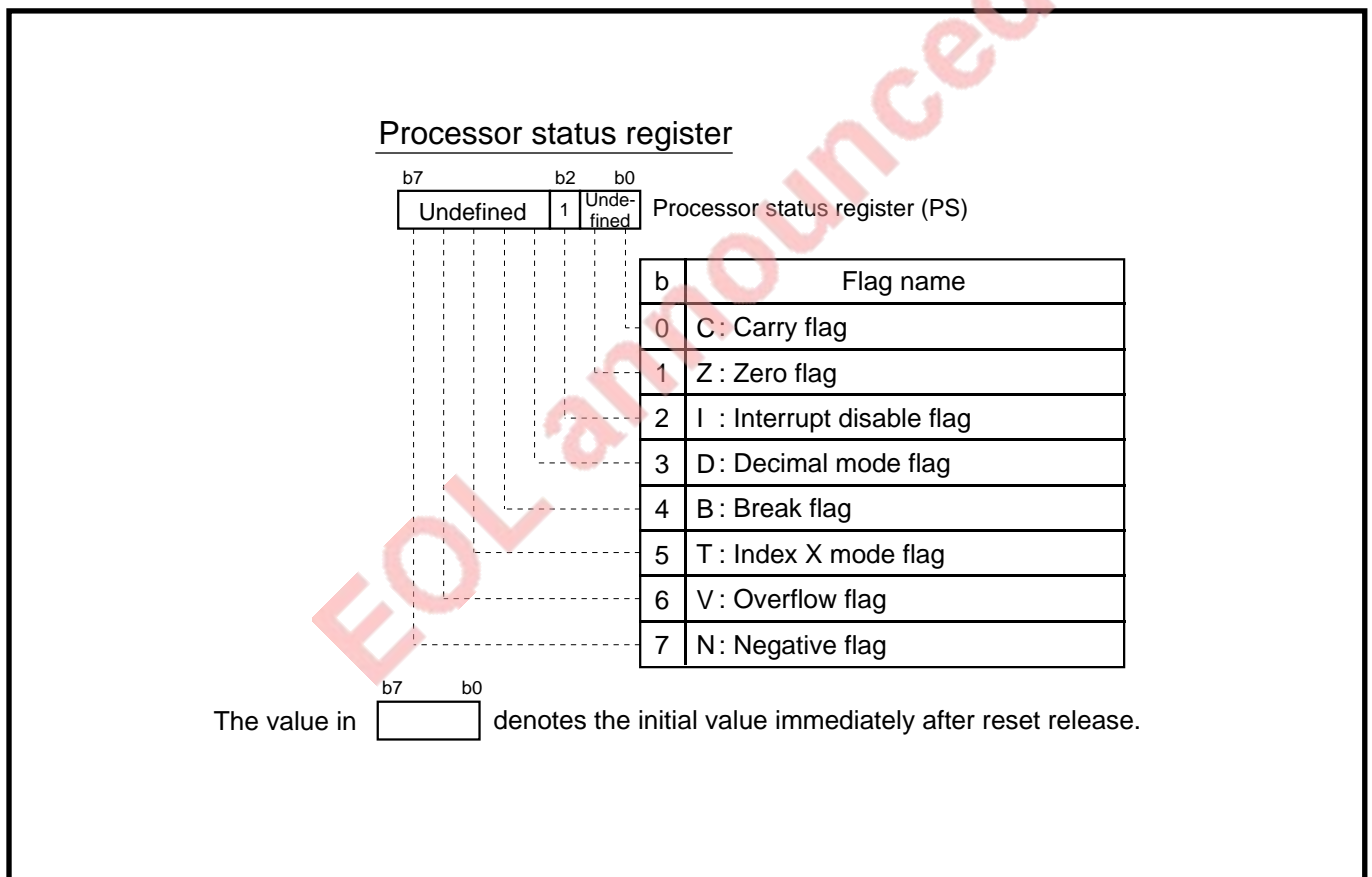 EOL announced
Processor status register
b7 b2 b0
Undefined 1 Unde-
fined
Processor status register (PS)
b Flag name
0 C : Carry flag
1 Z : Zero flag
2 I : Interrupt disable flag
3 D : Decimal mode flag
4 B : Break flag
5 T : Index X mode flag
6 V : Overflow flag
7 N : Negative flag
b7 b0
The value in denotes the initial value immediately after reset release.